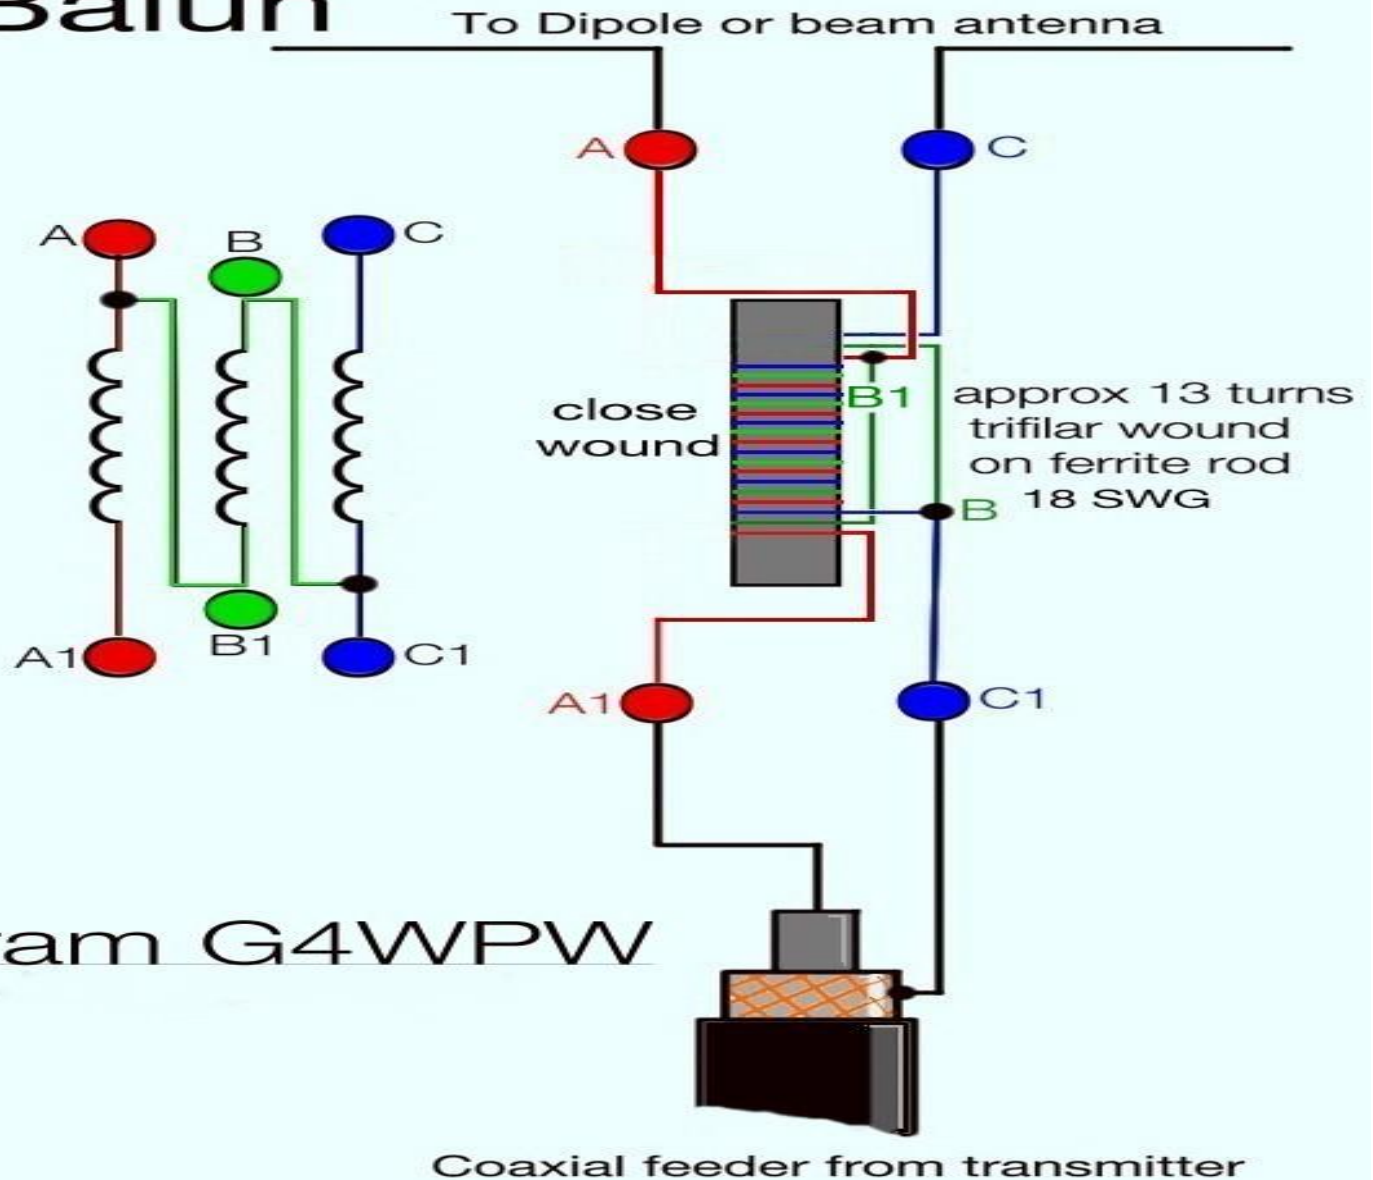 Balun
To Dipole or beam antenna
A
C
A
B
C
close
wound
B1
approx 13 turns
trifilar wound
on ferrite rod
18 SWG
B
A1
B1
C1
A1
C1
am G4WPW
Coaxial feeder from transmitter